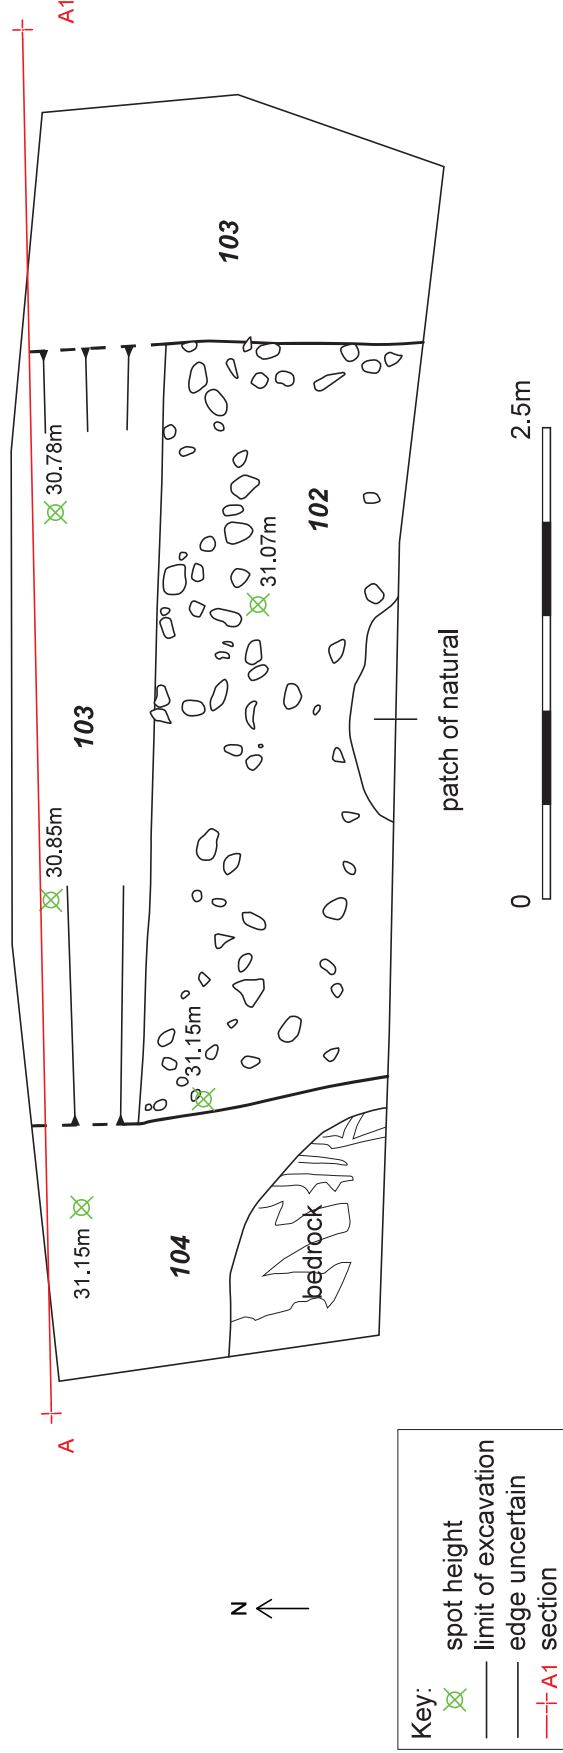 A
A1
31.15m
30.85m
30.78m
103
103
104
31.15m
31.07m
102
bedrock
patch of natural
0
2.5m
N
Key:
spot height
limit of excavation
edge uncertain
A1 section